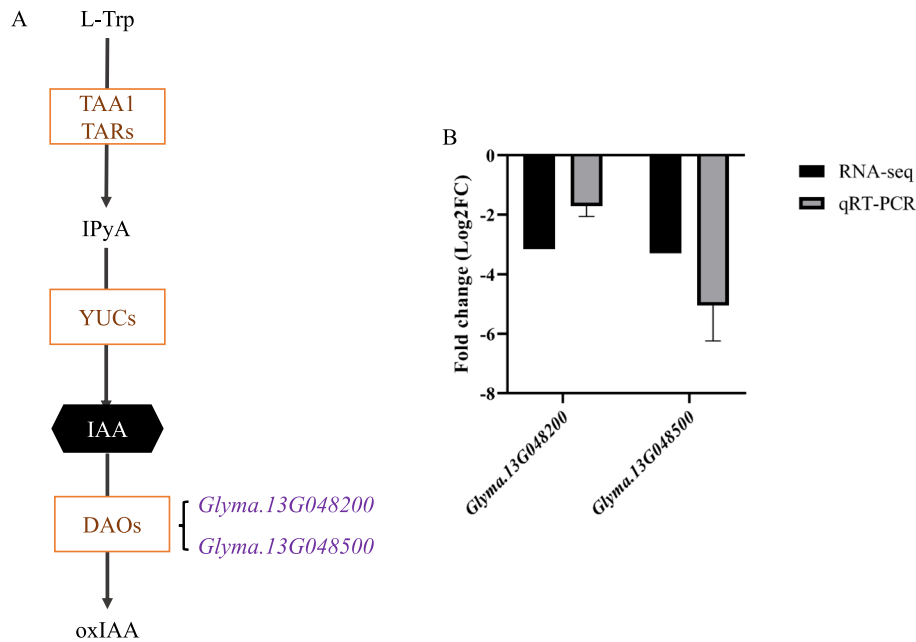 A
L-Trp
TAA1
TARs
IPyA
YUCs
IAA
DAOs
Glyma.13G048200
Glyma.13G048500
oxIAA
B
Fold change (Log2FC)
0
-2
-4
-6
-8
Glyma.13G048200
Glyma.13G048500
RNA-seq
qRT-PCR